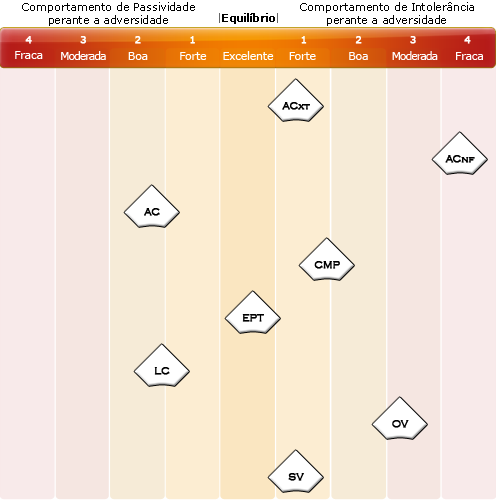 Comportamento de Passividade
perante a adversidade
|Equilíbrio|
Comportamento de Intolerância
perante a adversidade
4 3 2 1 1 2 3 4
Fraca Moderada Boa Forte Excelente Forte Boa Moderada Fraca
ACXT
ACNF
AC
CMP
EPT
LC
OV
SV